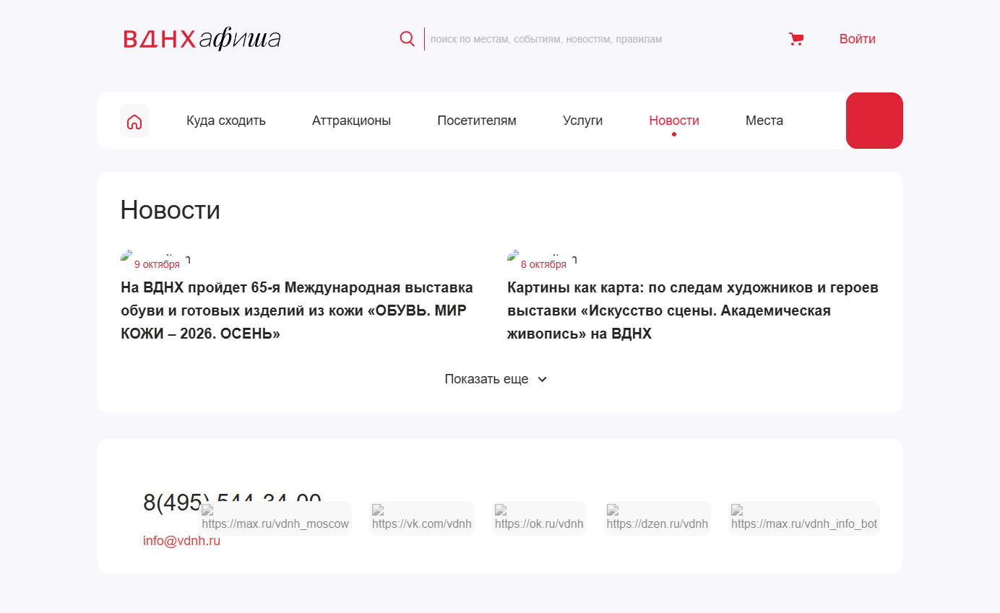 ВДНХ афиша
поиск по местам, событиям, новостям, правилам
Войти
Куда сходить
Аттракционы
Посетителям
Услуги
Новости
Места
Новости
9 октября
На ВДНХ пройдет 65-я Международная выставка
обуви и готовых изделий из кожи «ОБУВЬ. МИР
КОЖИ – 2026. ОСЕНЬ»
8 октября
Картины как карта: по следам художников и героев
выставки «Искусство сцены. Академическая
живопись» на ВДНХ
Показать еще
8(495) 544-34-00
https://max.ru/vdnh_moscow
https://vk.com/vdnh
https://ok.ru/vdnh
https://dzen.ru/vdnh
https://max.ru/vdnh_info_bot
info@vdnh.ru